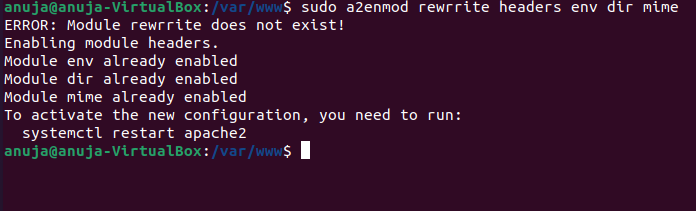 anuja@anuja-VirtualBox:/var/www$ sudo a2enmod rewrrite headers env dir mime
ERROR: Module rewrrite does not exist!
Enabling module headers.
Module env already enabled
Module dir already enabled
Module mime already enabled
To activate the new configuration, you need to run:
  systemctl restart apache2
anuja@anuja-VirtualBox:/var/www$